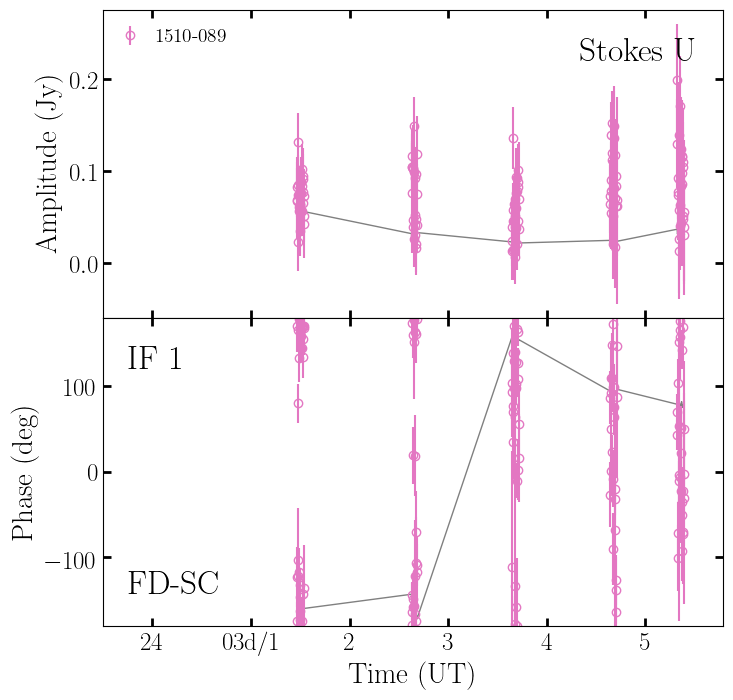 1510-089
Stokes U
0.2
0.1
0.0
Amplitude (Jy)
IF 1
100
0
−100
Phase (deg)
FD-SC
24 03d/1 2 3 4 5
Time (UT)